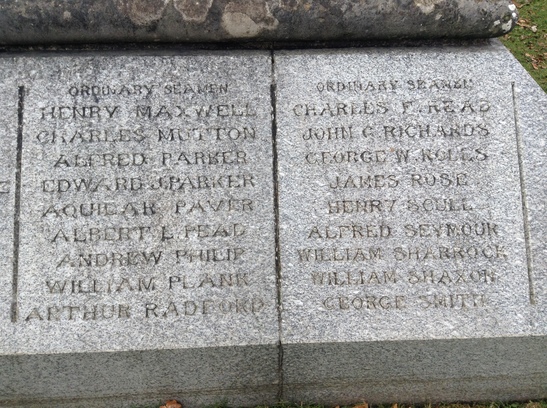 ORDINARY SEAMEN
HENRY MAXWELL
CHARLES MUTTON
ALFRED PARKER
EDWARD J. PARKER
AQUILAR PAVER
ALBERT E. PEAD
ANDREW PHILIP
WILLIAM PLANK
ARTHUR RADFORD
ORDINARY SEAMEN
CHARLES F. READ
JOHN G. RICHARDS
GEORGE W. ROLLS
JAMES ROSE
HENRY SCULL
ALFRED SEYMOUR
WILLIAM SHARROCK
WILLIAM SHAXON
GEORGE SMITH